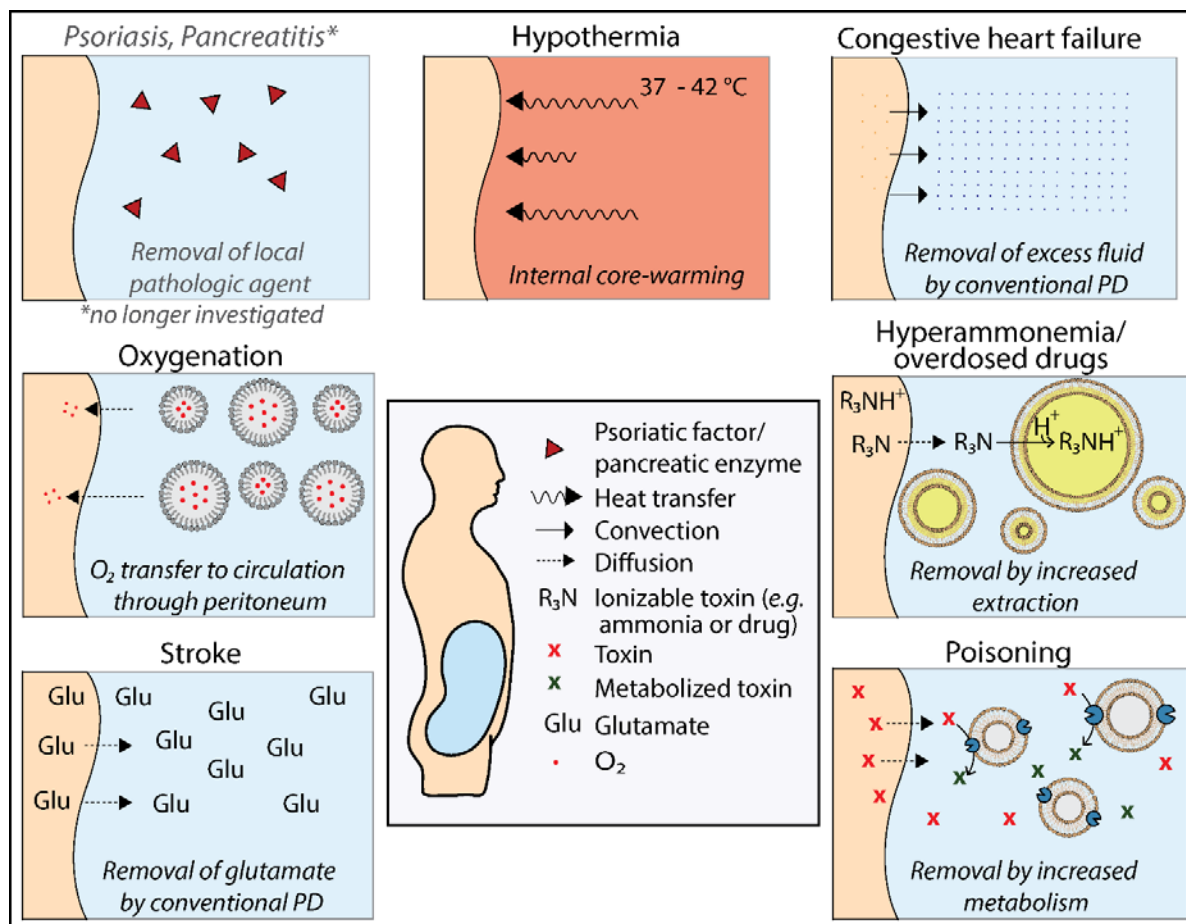 Psoriasis, Pancreatitis*
Removal of local
pathologic agent
*no longer investigated
Hypothermia
37 - 42 °C
Internal core-warming
Congestive heart failure
Removal of excess fluid
by conventional PD
Oxygenation
O₂ transfer to circulation
through peritoneum
Hyperammonemia/
overdosed drugs
R₃NH⁺
R₃N
R₃N
H⁺
R₃NH⁺
Removal by increased
extraction
Psoriatic factor/
pancreatic enzyme
Heat transfer
Convection
Diffusion
R₃N Ionizable toxin (e.g.
ammonia or drug)
x Toxin
x Metabolized toxin
Glu Glutamate
O₂
Stroke
Glu Glu Glu Glu
Glu Glu Glu
Glu
Glu Glu Glu
Removal of glutamate
by conventional PD
Poisoning
x x
x x
x x x
x x
x x x x
Removal by increased
metabolism